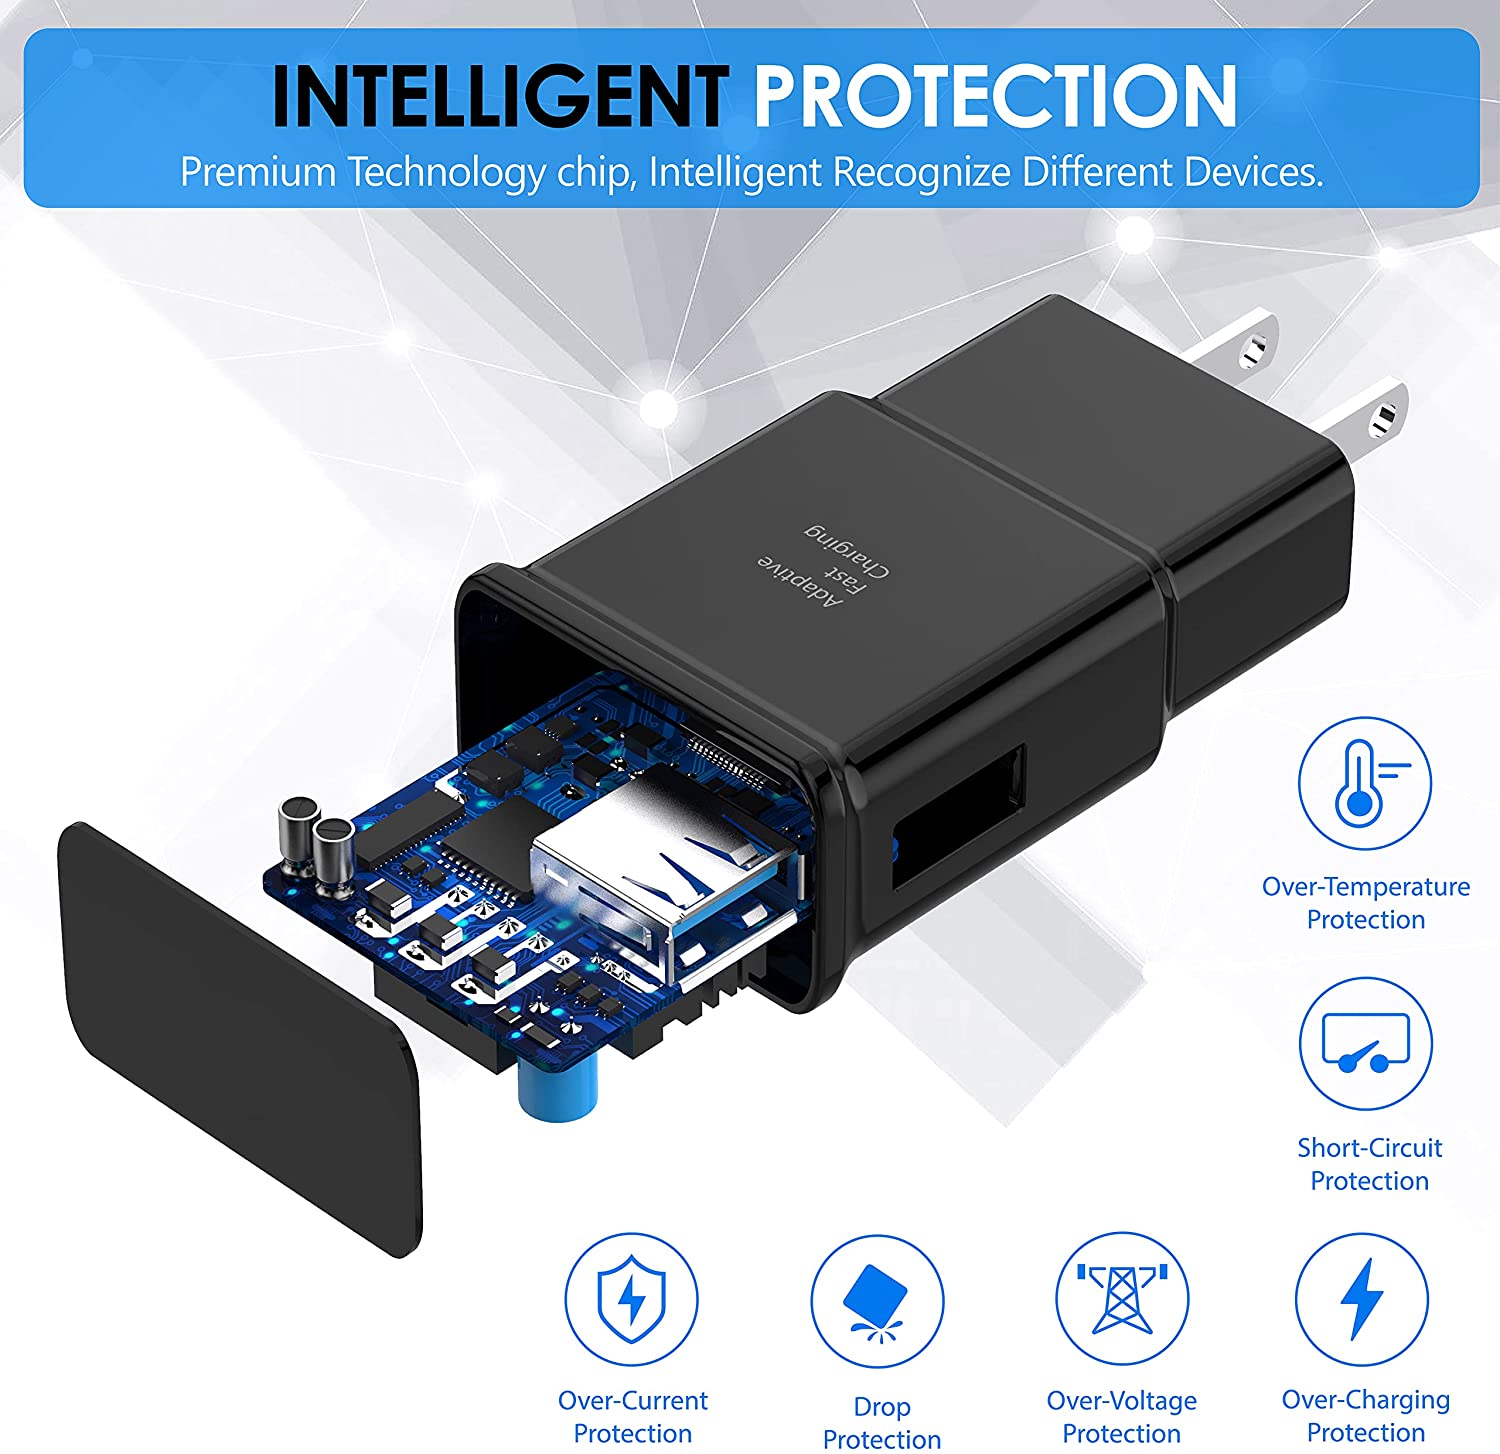 INTELLIGENT PROTECTION
Premium Technology chip, Intelligent Recognize Different Devices.
Adaptive
Fast
Charging
Over-Temperature
Protection
Short-Circuit
Protection
Over-Current
Protection
Drop
Protection
Over-Voltage
Protection
Over-Charging
Protection